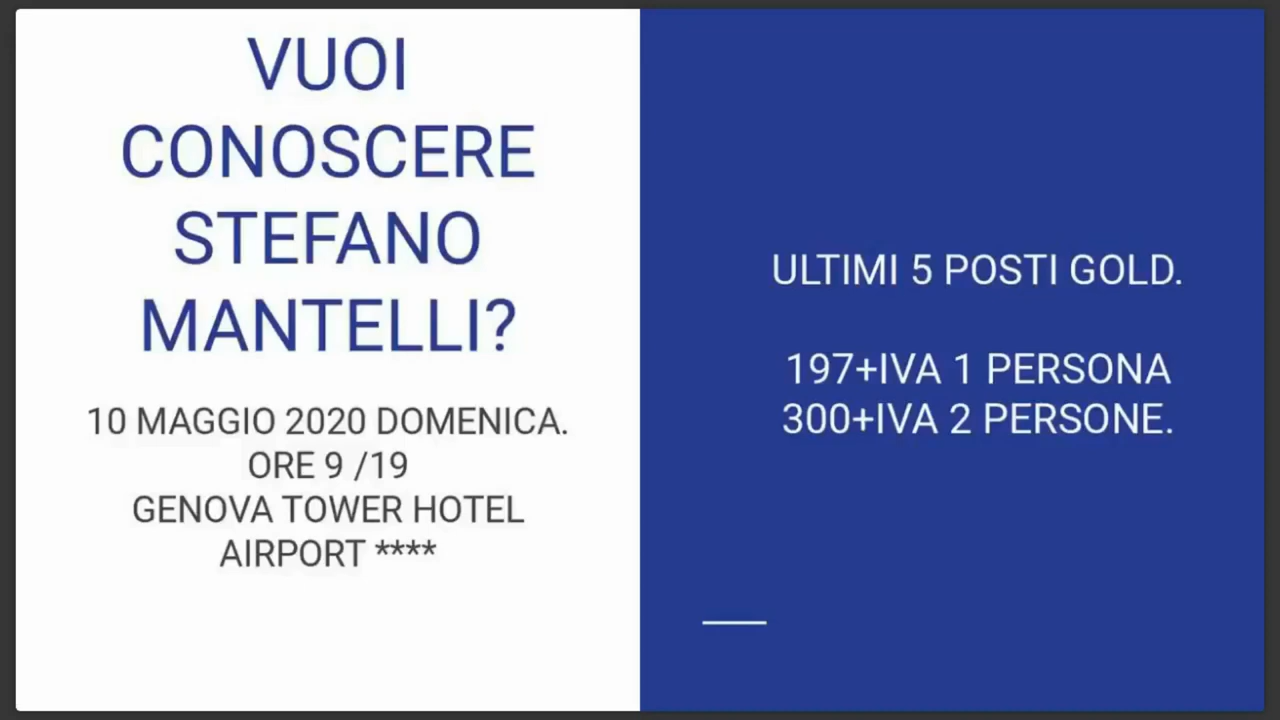 VUOI
CONOSCERE
STEFANO
MANTELLI?
10 MAGGIO 2020 DOMENICA.
ORE 9 /19
GENOVA TOWER HOTEL
AIRPORT ****
ULTIMI 5 POSTI GOLD.
197+IVA 1 PERSONA
300+IVA 2 PERSONE.